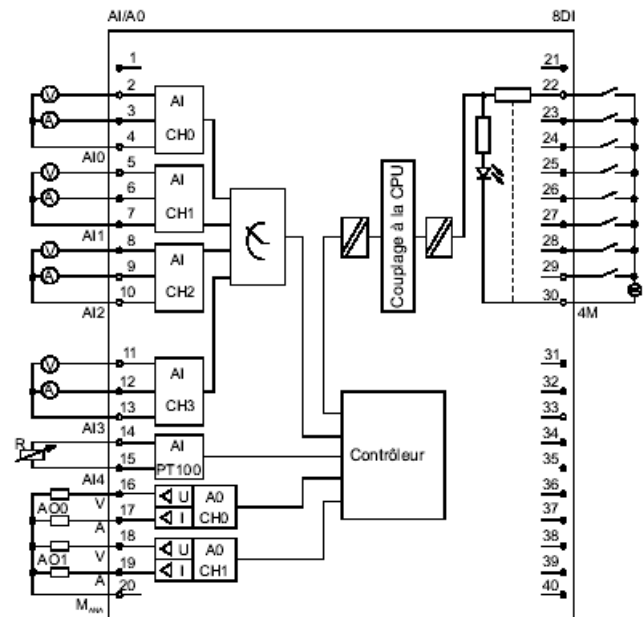 AI/A0
8DI
1
2
3
4
AI0
5
6
7
AI1
8
9
10
AI2
11
12
13
AI3
14
15
AI4
16
17
18
19
20
V
A
V
A
V
A
V
A
R
AO0
V
A
AO1
V
A
MANA
AI
CH0
AI
CH1
AI
CH2
AI
CH3
AI
PT100
U
I
A0
CH0
U
I
A0
CH1
Couplage à la CPU
Contrôleur
21
22
23
24
25
26
27
28
29
30
4M
31
32
33
34
35
36
37
38
39
40